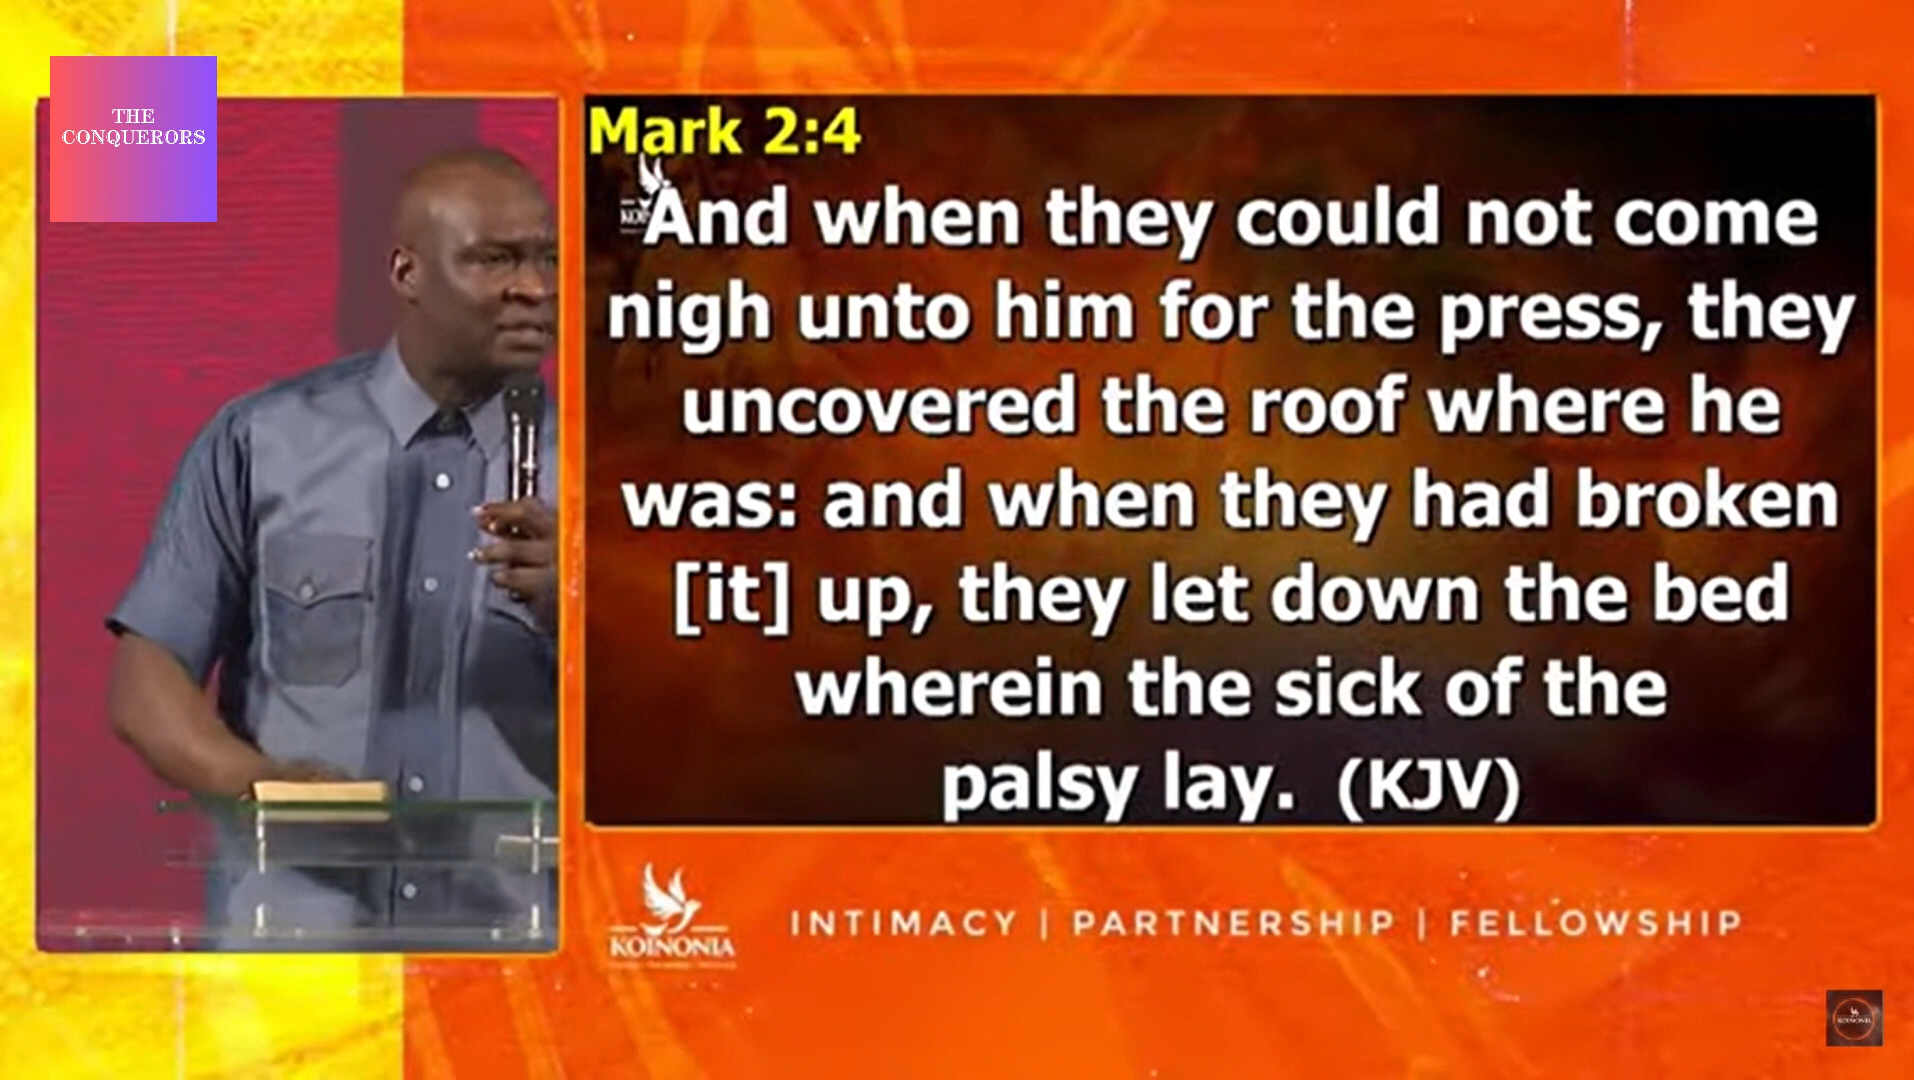 THE
CONQUERORS
Mark 2:4
And when they could not come
nigh unto him for the press, they
uncovered the roof where he
was: and when they had broken
[it] up, they let down the bed
wherein the sick of the
palsy lay. (KJV)
KOINONIA
INTIMACY | PARTNERSHIP | FELLOWSHIP
KOINONIA